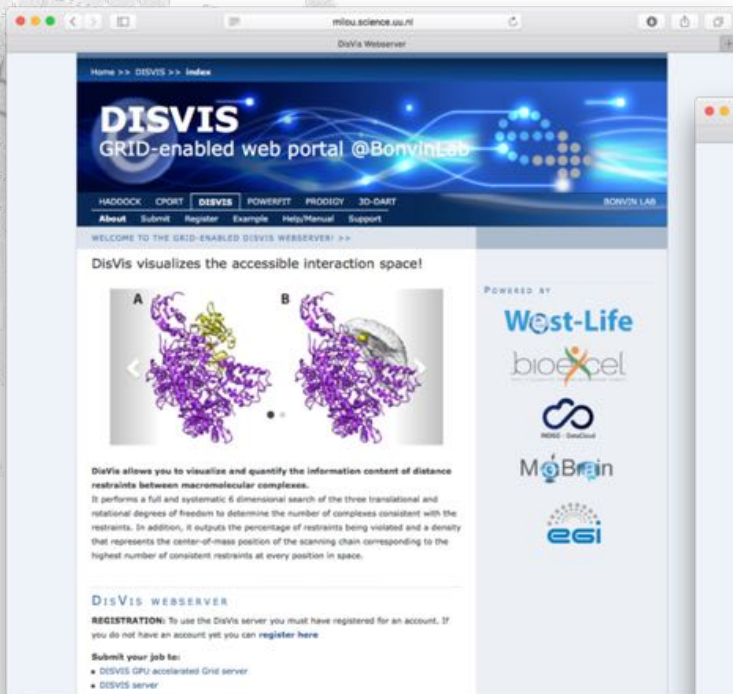 milou.science.uu.nl
DisVis Webserver
Home >> DISVIS >> index
DISVIS
GRID-enabled web portal @BonvinLab
HADDOCK CPORT DISVIS POWERFIT PRODIGY 3D-DART BONVIN LAB
About Submit Register Example Help/Manual Support
WELCOME TO THE GRID-ENABLED DISVIS WEBSERVER! >>
DisVis visualizes the accessible interaction space!
A B
DisVis allows you to visualize and quantify the information content of distance
restraints between macromolecular complexes.
It performs a full and systematic 6 dimensional search of the three translational and
rotational degrees of freedom to determine the number of complexes consistent with the
restraints. In addition, it outputs the percentage of restraints being violated and a density
that represents the center-of-mass position of the scanning chain corresponding to the
highest number of consistent restraints at every position in space.
DISVIS WEBSERVER
REGISTRATION: To use the DisVis server you must have registered for an account. If
you do not have an account yet you can register here
Submit your job to:
DISVIS GPU accelarated Grid server
DISVIS server
POWERED BY
West-Life
bioexcel
INDIGO - DataCloud
MoBrain
egi